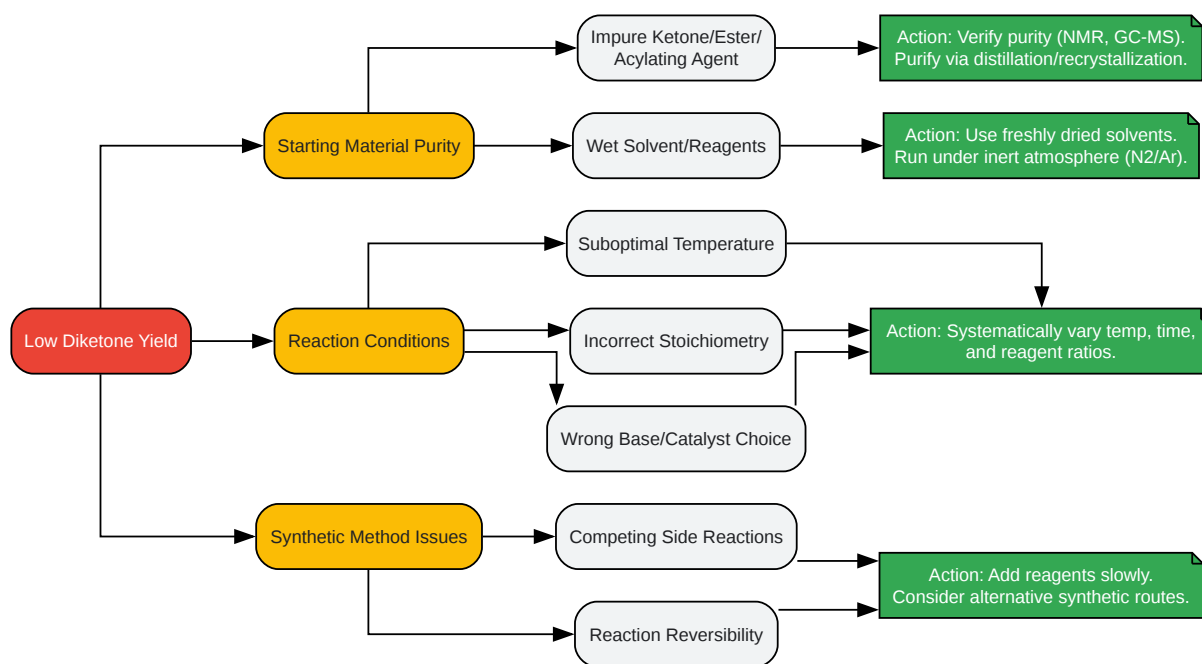 Impure Ketone/Ester/
Acylating Agent
Action: Verify purity (NMR, GC-MS).
Purify via distillation/recrystallization.
Starting Material Purity
Wet Solvent/Reagents
Action: Use freshly dried solvents.
Run under inert atmosphere (N2/Ar).
Suboptimal Temperature
Low Diketone Yield
Reaction Conditions
Incorrect Stoichiometry
Action: Systematically vary temp, time,
and reagent ratios.
Wrong Base/Catalyst Choice
Synthetic Method Issues
Competing Side Reactions
Action: Add reagents slowly.
Consider alternative synthetic routes.
Reaction Reversibility